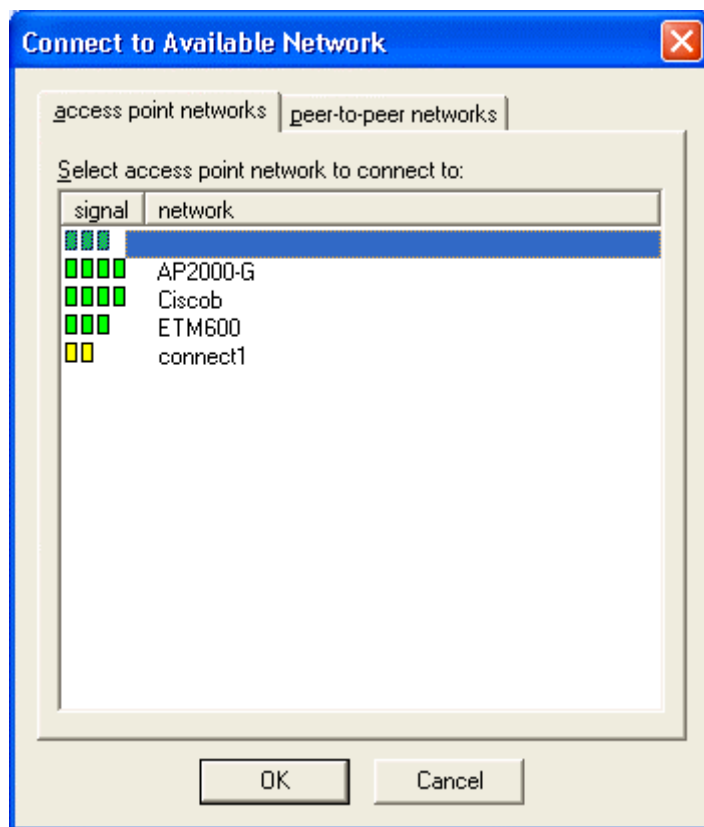 Connect to Available Network
access point networks peer-to-peer networks
Select access point network to connect to:
signal network
AP2000-G
Ciscob
ETM600
connect1
OK Cancel